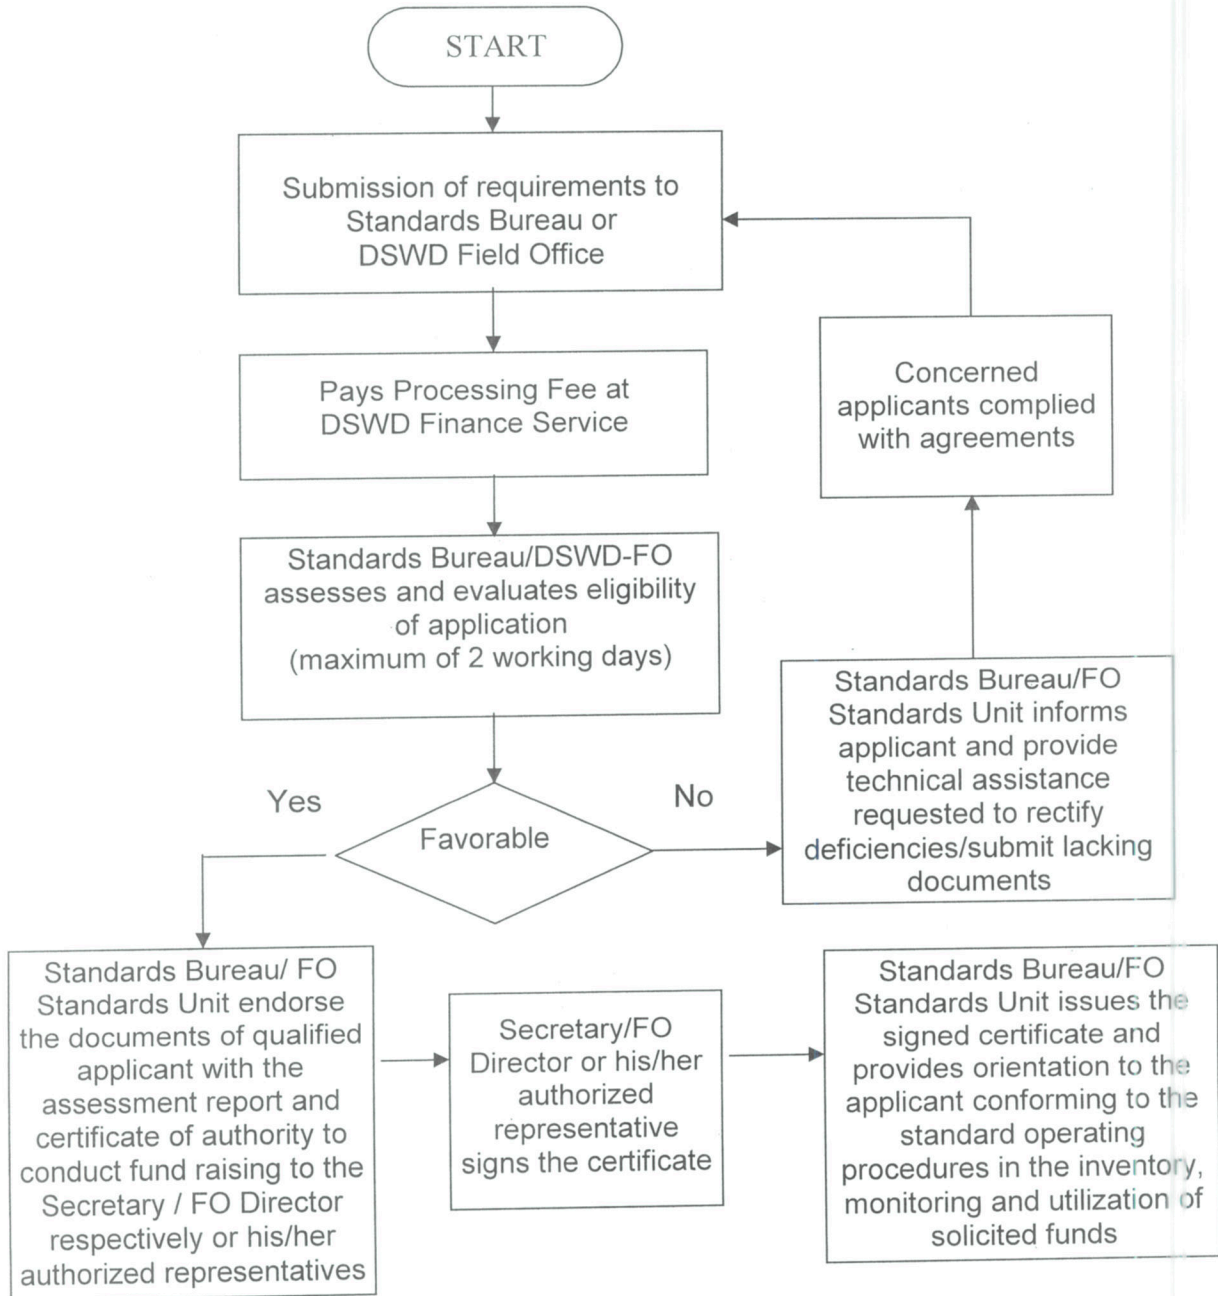 START
Submission of requirements to
Standards Bureau or
DSWD Field Office
Pays Processing Fee at
DSWD Finance Service
Standards Bureau/DSWD-FO
assesses and evaluates eligibility
of application
(maximum of 2 working days)
Favorable
Yes
No
Standards Bureau/FO
Standards Unit informs
applicant and provide
technical assistance
requested to rectify
deficiencies/submit lacking
documents
Concerned
applicants complied
with agreements
Standards Bureau/ FO
Standards Unit endorse
the documents of qualified
applicant with the
assessment report and
certificate of authority to
conduct fund raising to the
Secretary / FO Director
respectively or his/her
authorized representatives
Secretary/FO
Director or his/her
authorized
representative
signs the certificate
Standards Bureau/FO
Standards Unit issues the
signed certificate and
provides orientation to the
applicant conforming to the
standard operating
procedures in the inventory,
monitoring and utilization of
solicited funds